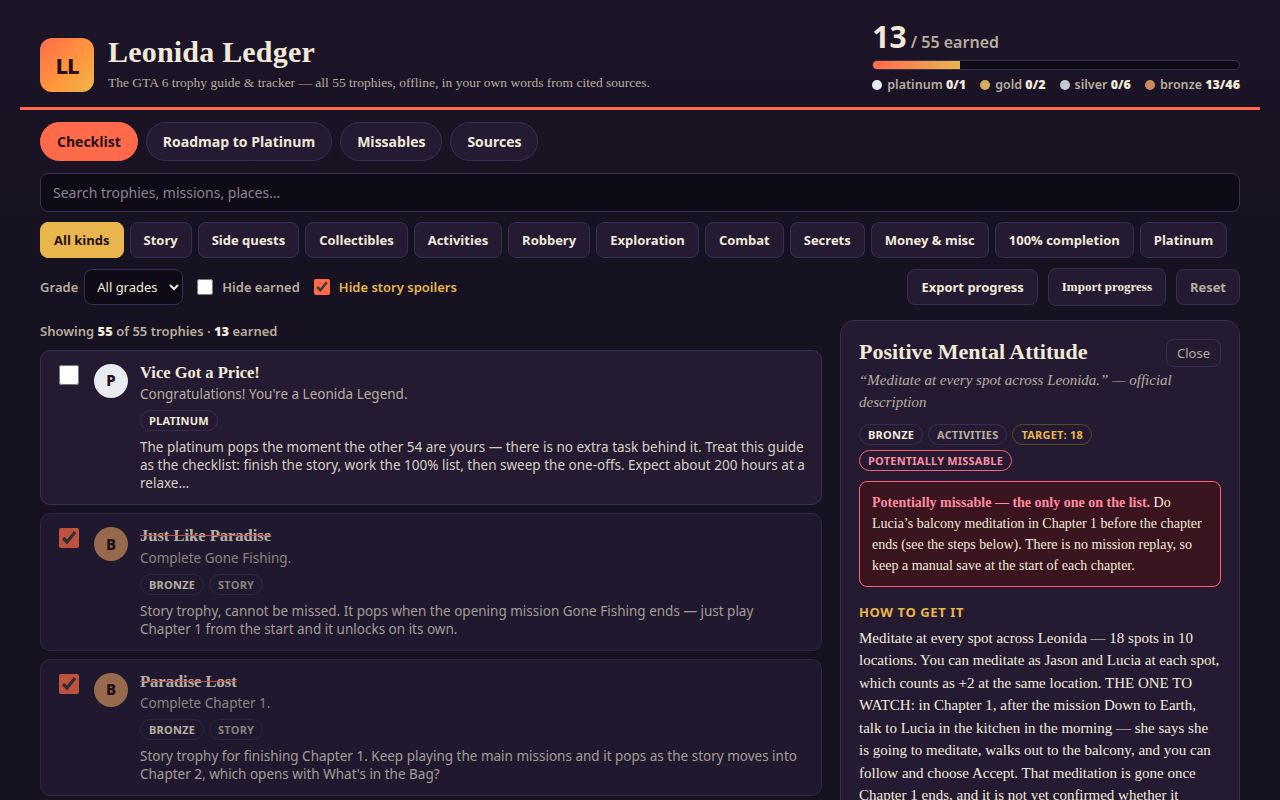 LL
Leonida Ledger
The GTA 6 trophy guide & tracker — all 55 trophies, offline, in your own words from cited sources.
13 / 55 earned
platinum 0/1 gold 0/2 silver 0/6 bronze 13/46
Checklist Roadmap to Platinum Missables Sources
Search trophies, missions, places...
All kinds Story Side quests Collectibles Activities Robbery Exploration Combat Secrets Money & misc 100% completion Platinum
Grade All grades Hide earned Hide story spoilers Export progress Import progress Reset
Showing 55 of 55 trophies · 13 earned
P
Vice Got a Price!
Congratulations! You're a Leonida Legend.
PLATINUM
The platinum pops the moment the other 54 are yours — there is no extra task behind it. Treat this guide
as the checklist: finish the story, work the 100% list, then sweep the one-offs. Expect about 200 hours at a
relaxe...
B
Just Like Paradise
Complete Gone Fishing.
BRONZE STORY
Story trophy, cannot be missed. It pops when the opening mission Gone Fishing ends — just play
Chapter 1 from the start and it unlocks on its own.
B
Paradise Lost
Complete Chapter 1.
BRONZE STORY
Story trophy for finishing Chapter 1. Keep playing the main missions and it pops as the story moves into
Chapter 2, which opens with What's in the Bag?
Positive Mental Attitude
Close
“Meditate at every spot across Leonida.” — official
description
BRONZE ACTIVITIES TARGET: 18
POTENTIALLY MISSABLE
Potentially missable — the only one on the list. Do
Lucia’s balcony meditation in Chapter 1 before the chapter
ends (see the steps below). There is no mission replay, so
keep a manual save at the start of each chapter.
HOW TO GET IT
Meditate at every spot across Leonida — 18 spots in 10
locations. You can meditate as Jason and Lucia at each spot,
which counts as +2 at the same location. THE ONE TO
WATCH: in Chapter 1, after the mission Down to Earth,
talk to Lucia in the kitchen in the morning — she says she
is going to meditate, walks out to the balcony, and you can
follow and choose Accept. That meditation is gone once
Chapter 1 ends, and it is not yet confirmed whether it